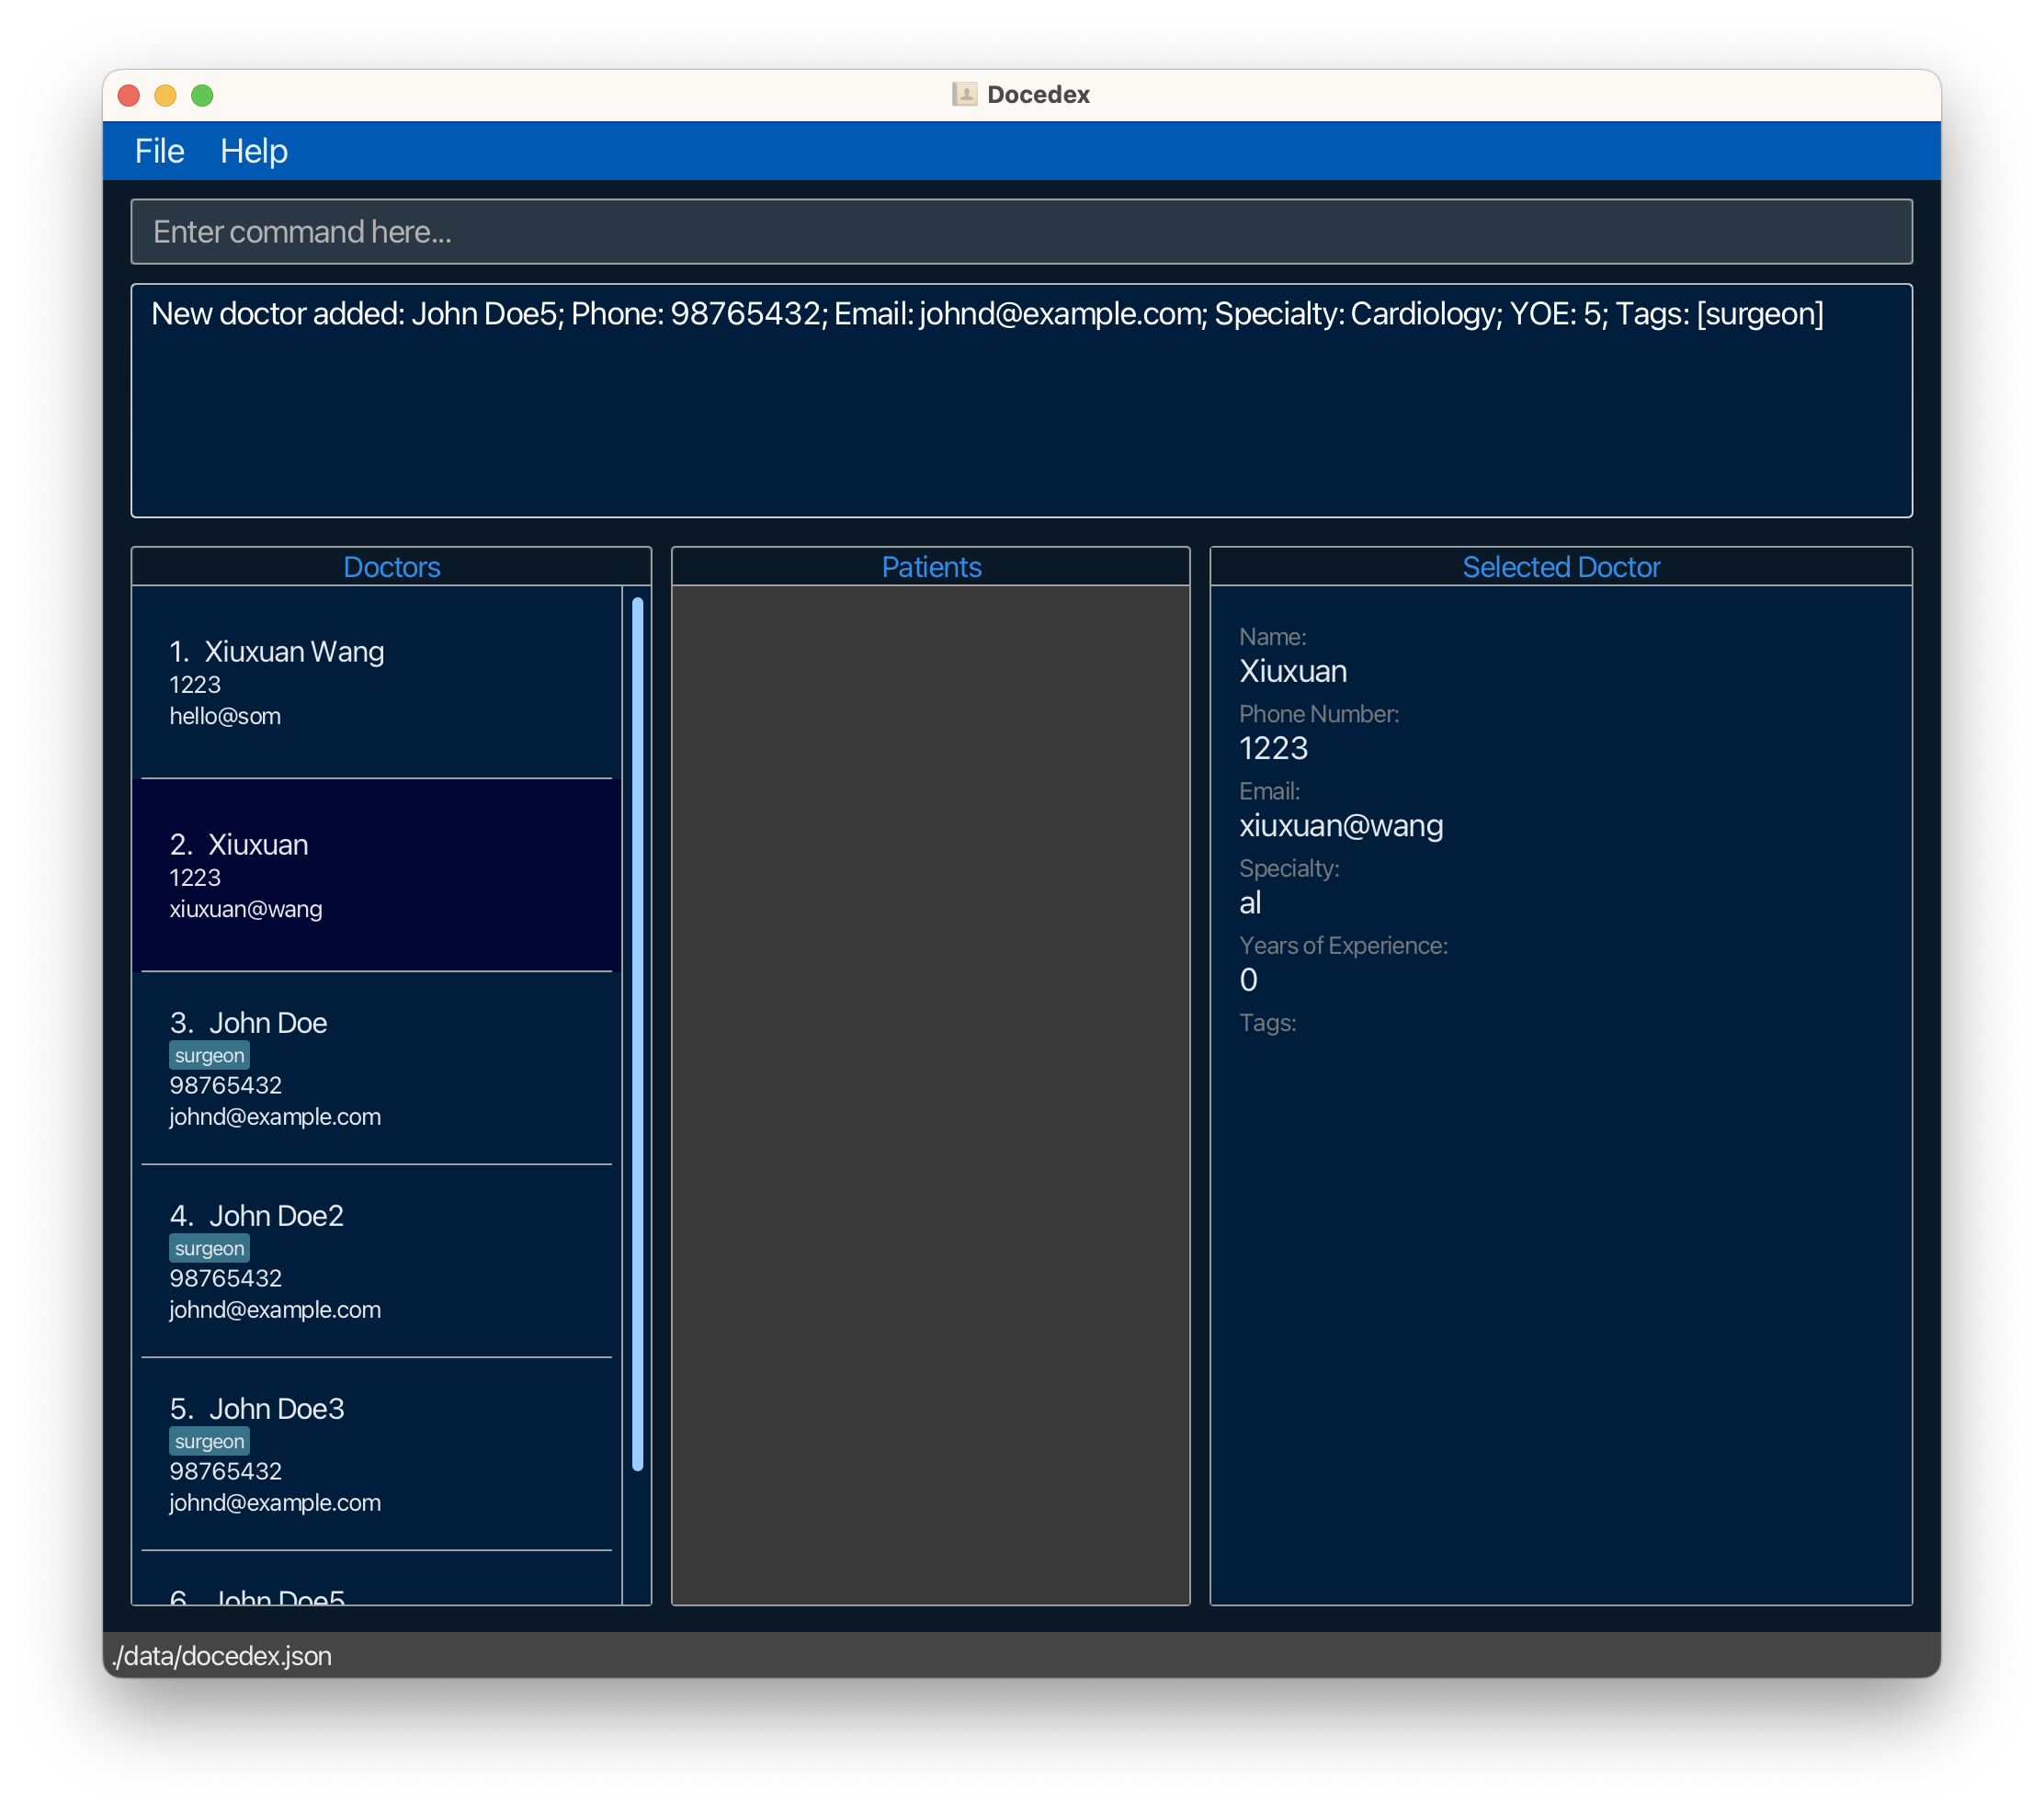 Docedex
File Help
Enter command here...
New doctor added: John Doe5; Phone: 98765432; Email: johnd@example.com; Specialty: Cardiology; YOE: 5; Tags: [surgeon]
Doctors
1. Xiuxuan Wang
1223
hello@som
2. Xiuxuan
1223
xiuxuan@wang
3. John Doe
surgeon
98765432
johnd@example.com
4. John Doe2
surgeon
98765432
johnd@example.com
5. John Doe3
surgeon
98765432
johnd@example.com
6. John Doe5
Patients
Selected Doctor
Name:
Xiuxuan
Phone Number:
1223
Email:
xiuxuan@wang
Specialty:
al
Years of Experience:
0
Tags:
./data/docedex.json